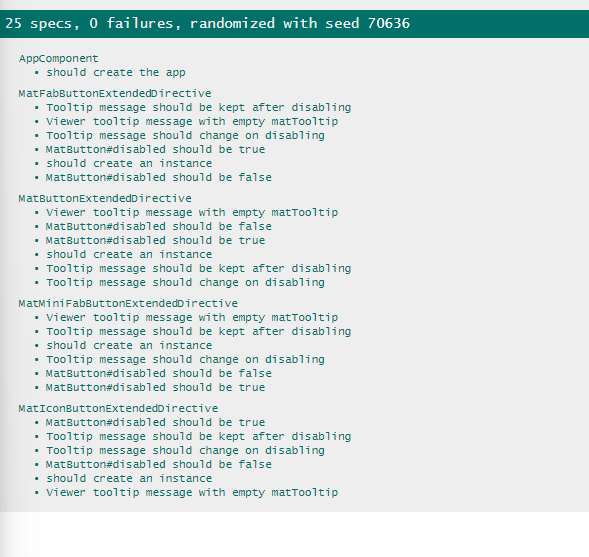 25 specs, 0 failures, randomized with seed 70636
AppComponent
• should create the app
MatFabButtonExtendedDirective
• Tooltip message should be kept after disabling
• Viewer tooltip message with empty matTooltip
• Tooltip message should change on disabling
• MatButton#disabled should be true
• should create an instance
• MatButton#disabled should be false
MatButtonExtendedDirective
• Viewer tooltip message with empty matTooltip
• MatButton#disabled should be false
• MatButton#disabled should be true
• should create an instance
• Tooltip message should be kept after disabling
• Tooltip message should change on disabling
MatMiniFabButtonExtendedDirective
• Viewer tooltip message with empty matTooltip
• Tooltip message should be kept after disabling
• should create an instance
• Tooltip message should change on disabling
• MatButton#disabled should be false
• MatButton#disabled should be true
MatIconButtonExtendedDirective
• MatButton#disabled should be true
• Tooltip message should be kept after disabling
• Tooltip message should change on disabling
• MatButton#disabled should be false
• should create an instance
• Viewer tooltip message with empty matTooltip